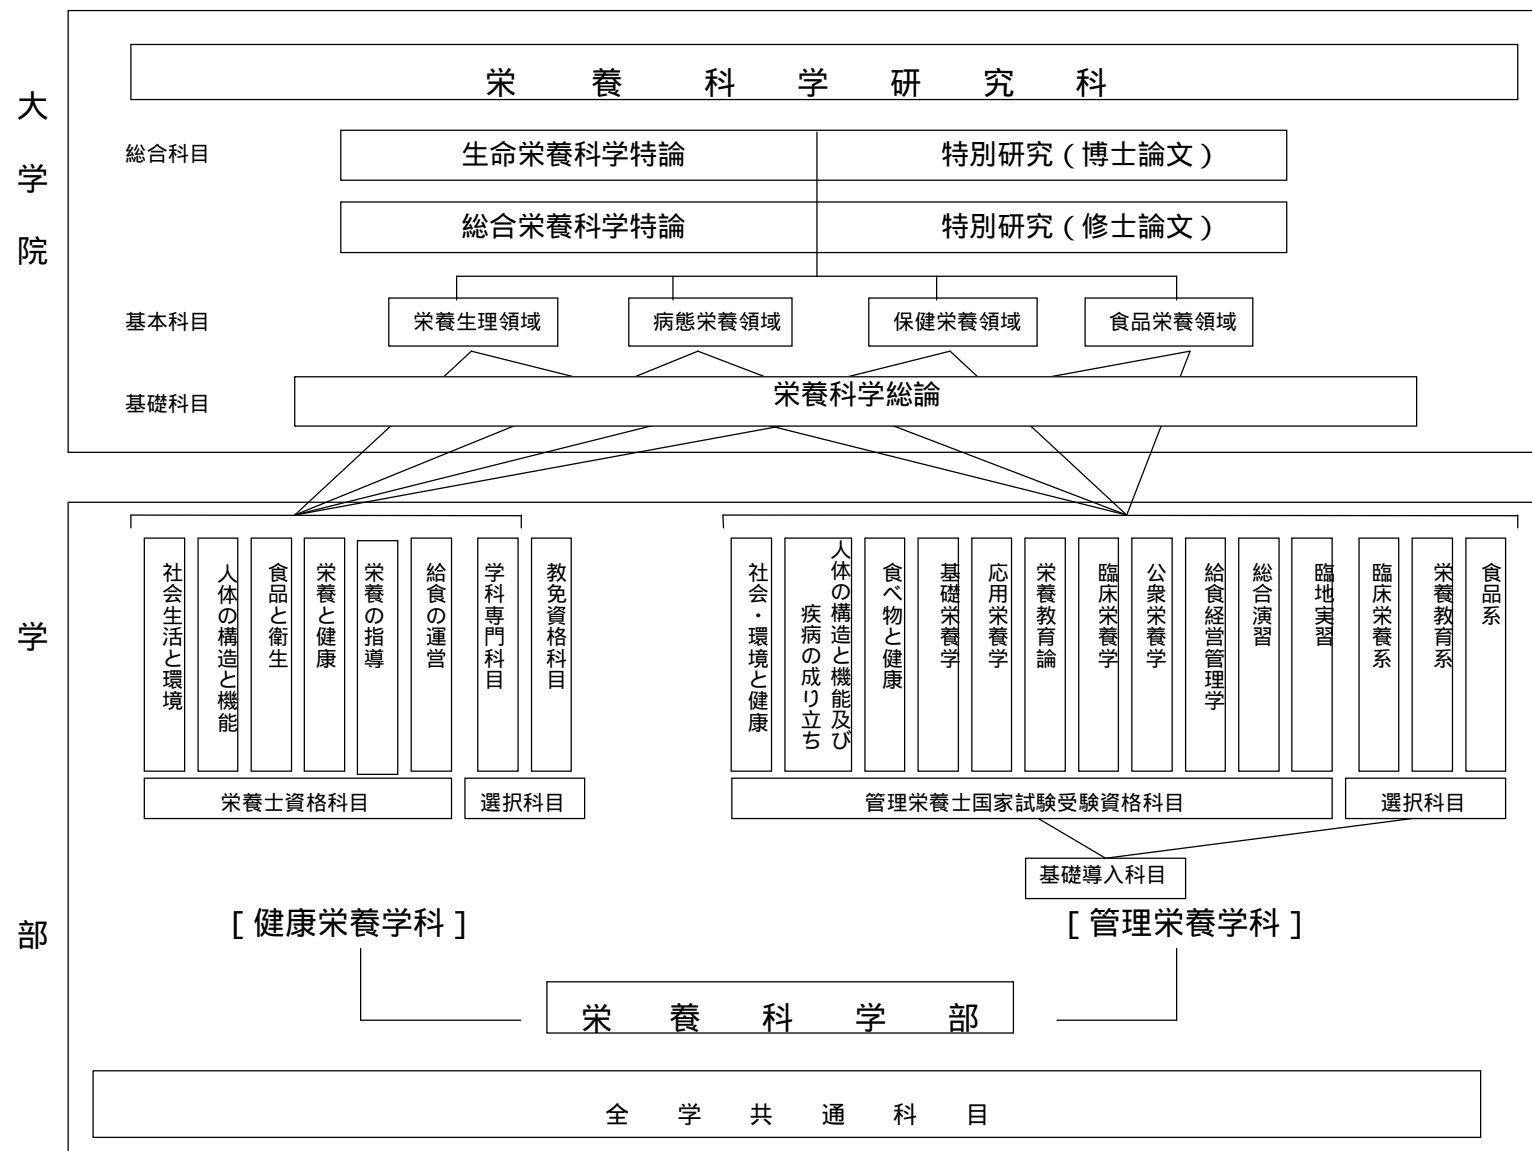 大学院
栄養科学研究科
総合科目
生命栄養科学特論
特別研究(博士論文)
総合栄養科学特論
特別研究(修士論文)
基本科目
栄養生理領域
病態栄養領域
保健栄養領域
食品栄養領域
基礎科目
栄養科学総論
学部
社会生活と環境
人体の構造と機能
食品と衛生
栄養と健康
栄養の指導
給食の運営
学科専門科目
教免資格科目
栄養士資格科目
選択科目
社会・環境と健康
人体の構造と機能及び
疾病の成り立ち
食べ物と健康
基礎栄養学
応用栄養学
栄養教育論
臨床栄養学
公衆栄養学
給食経営管理学
総合演習
臨地実習
臨床栄養系
栄養教育系
食品系
管理栄養士国家試験受験資格科目
選択科目
基礎導入科目
[健康栄養学科]
[管理栄養学科]
栄養科学部
全学共通科目